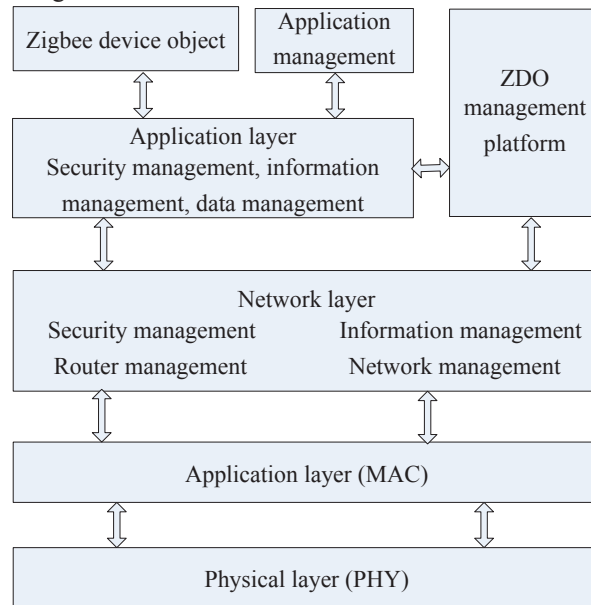 Zigbee device object
Application
management
ZDO
management
platform
Application layer
Security management, information
management, data management
Network layer
Security management Information management
Router management Network management
Application layer (MAC)
Physical layer (PHY)